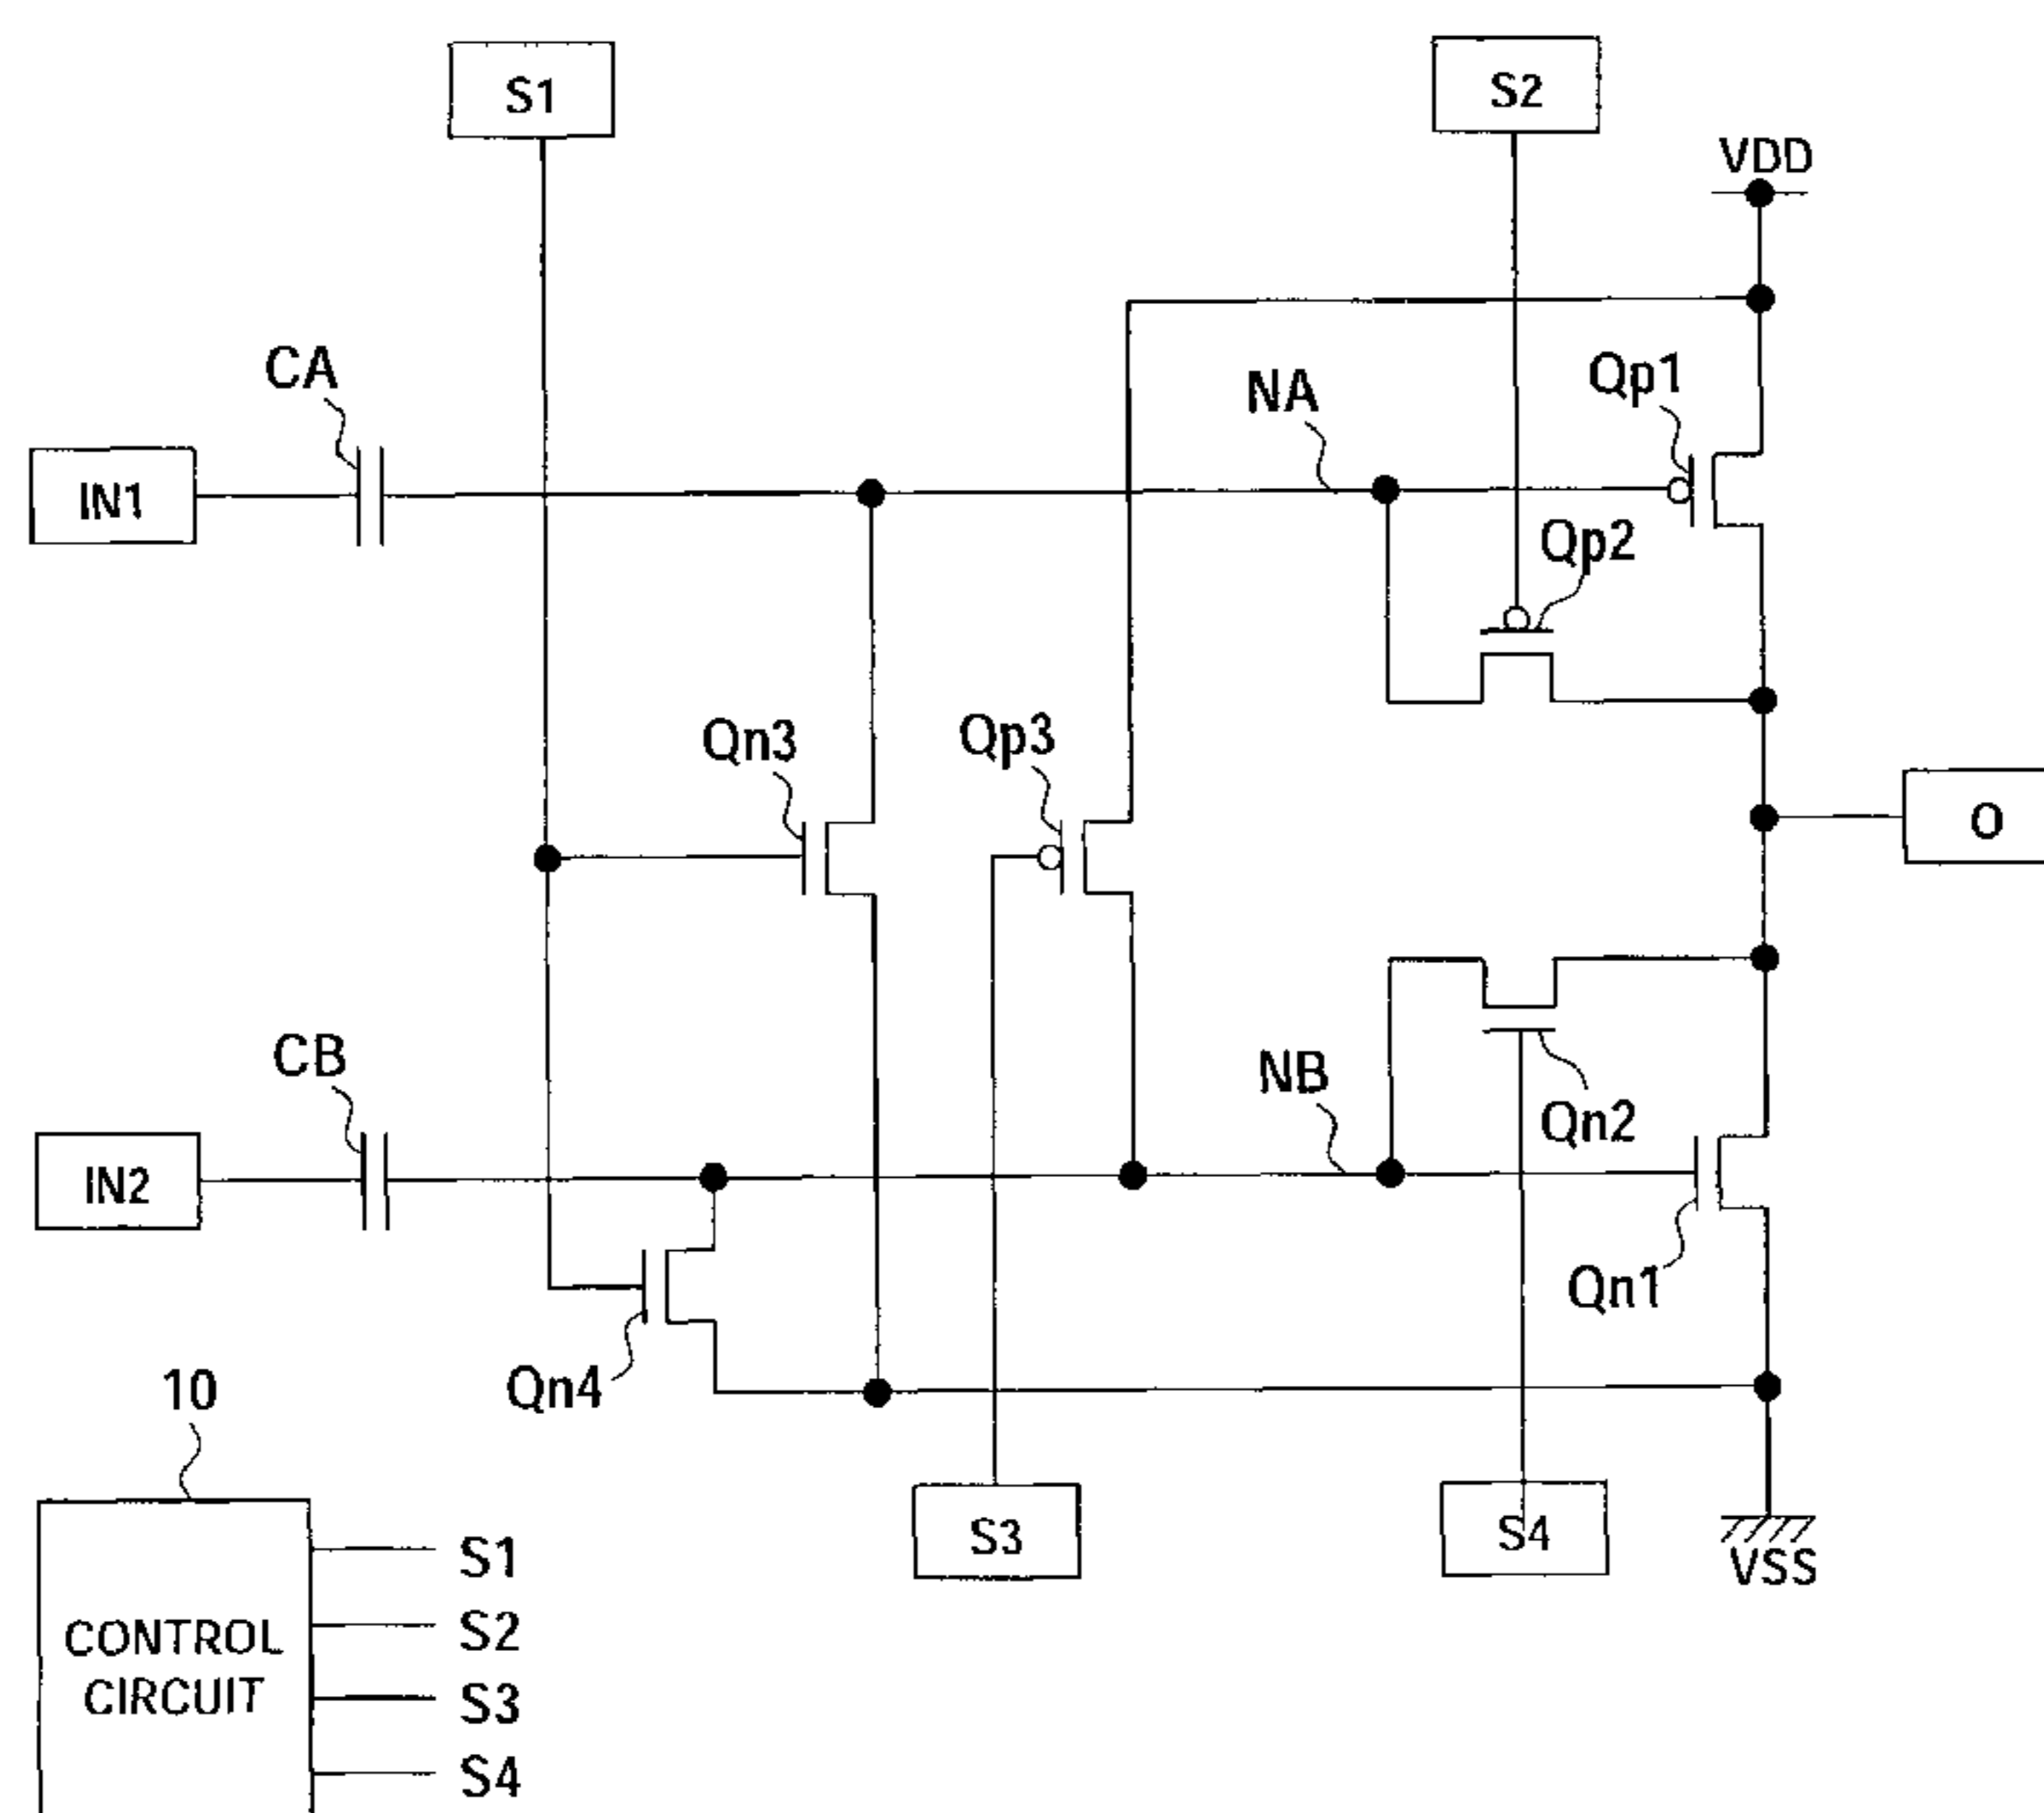 S1
S2
VDD
CA
NA
Qp1
IN1
Qp2
Qn3
Qp3
O
CB
NB
Qn2
IN2
Qn1
Qn4
10
S3
S4
VSS
CONTROL
CIRCUIT
S1
S2
S3
S4